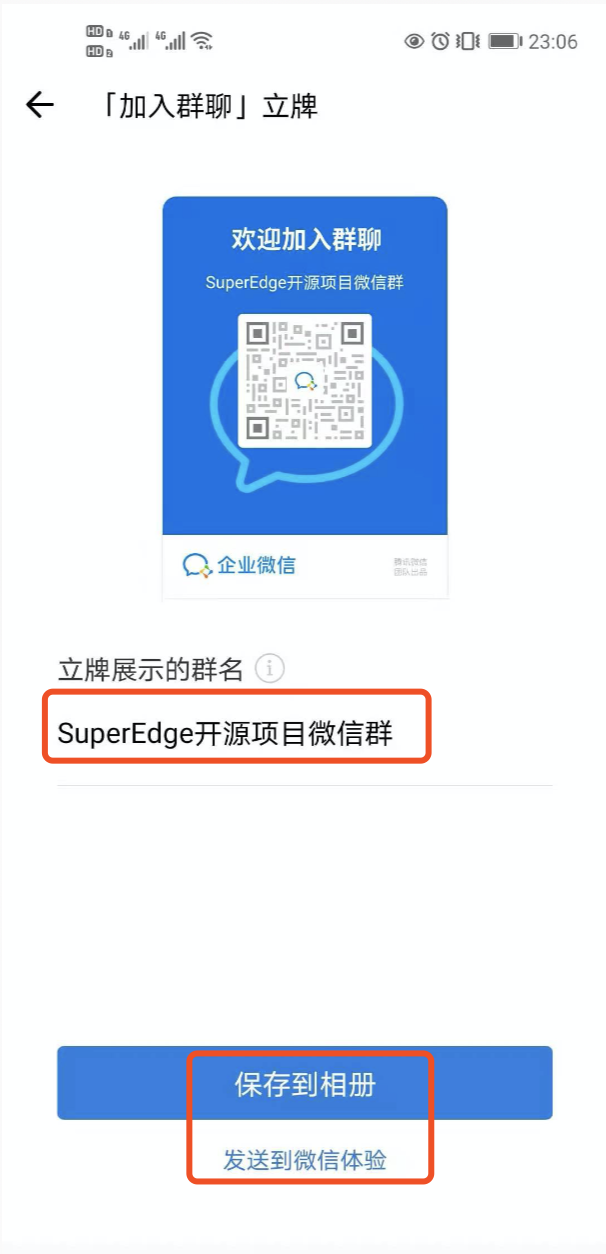 HD 1 4G 4G
HD 2
23:06
「加入群聊」立牌
欢迎加入群聊
SuperEdge开源项目微信群
企业微信
腾讯微信
团队出品
立牌展示的群名
SuperEdge开源项目微信群
保存到相册
发送到微信体验